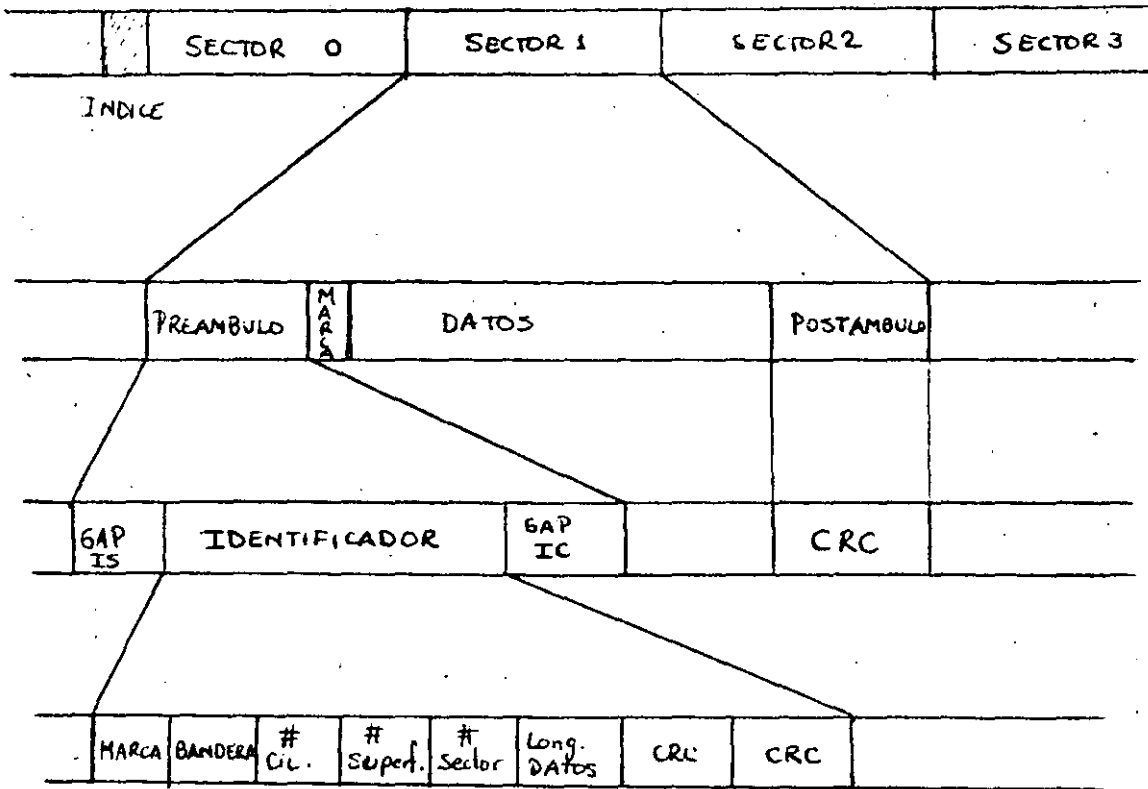 SECTOR 0
SECTOR 1
SECTOR 2
SECTOR 3
INDICE
PREAMBULO
MARCA
DATOS
POSTAMBULO
GAP
IS
IDENTIFICADOR
GAP
IC
CRC
MARCA
BANDERA
#
Cil.
#
Superf.
#
Sector
Long.
DATOS
CRC
CRC